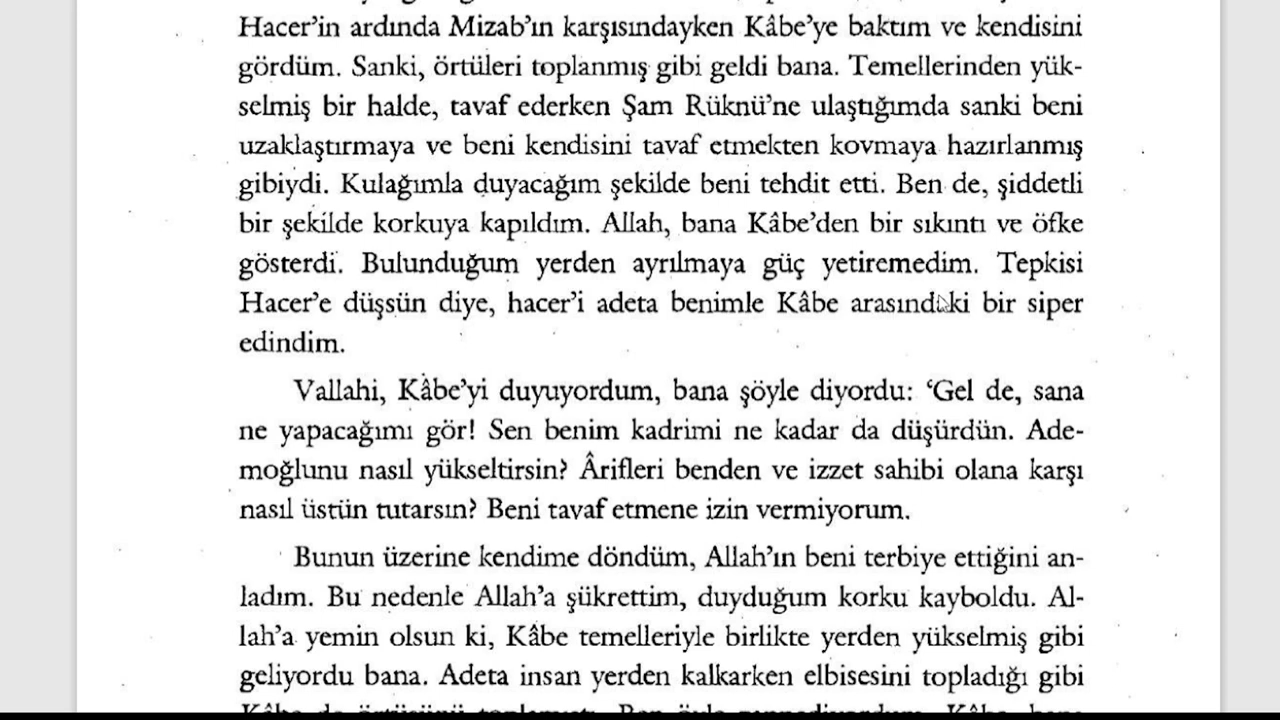 Hacer’in ardında Mizab’ın karşısındayken Kâbe’ye baktım ve kendisini
gördüm. Sanki, örtüleri toplanmış gibi geldi bana. Temellerinden yük-
selmiş bir halde, tavaf ederken Şam Rüknü’ne ulaştığımda sanki beni
uzaklaştırmaya ve beni kendisini tavaf etmekten kovmaya hazırlanmış
gibiydi. Kulağımla duyacağım şekilde beni tehdit etti. Ben de, şiddetli
bir şekilde korkuya kapıldım. Allah, bana Kâbe’den bir sıkıntı ve öfke
gösterdi. Bulunduğum yerden ayrılmaya güç yetiremedim. Tepkisi
Hacer’e düşsün diye, hacer’i adeta benimle Kâbe arasındaki bir siper
edindim.
Vallahi, Kâbe’yi duyuyordum, bana şöyle diyordu: ‘Gel de, sana
ne yapacağımı gör! Sen benim kadrimi ne kadar da düşürdün. Ade-
moğlunu nasıl yükseltirsin? Ârifleri benden ve izzet sahibi olana karşı
nasıl üstün tutarsın? Beni tavaf etmene izin vermiyorum.
Bunun üzerine kendime döndüm, Allah’ın beni terbiye ettiğini an-
ladım. Bu nedenle Allah’a şükrettim, duyduğum korku kayboldu. Al-
lah’a yemin olsun ki, Kâbe temelleriyle birlikte yerden yükselmiş gibi
geliyordu bana. Adeta insan yerden kalkarken elbisesini topladığı gibi